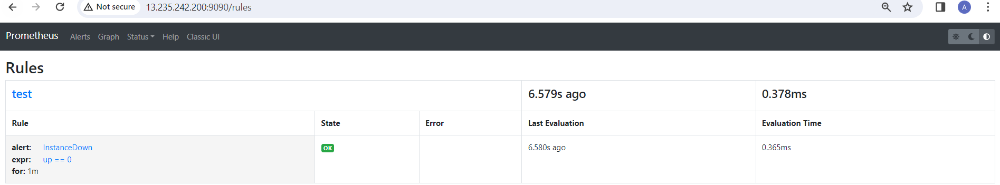 Not secure 13.235.242.200:9090/rules
A
Prometheus Alerts Graph Status Help Classic UI
Rules
test 6.579s ago 0.378ms
Rule State Error Last Evaluation Evaluation Time
alert: InstanceDown OK 6.580s ago 0.365ms
expr: up == 0
for: 1m